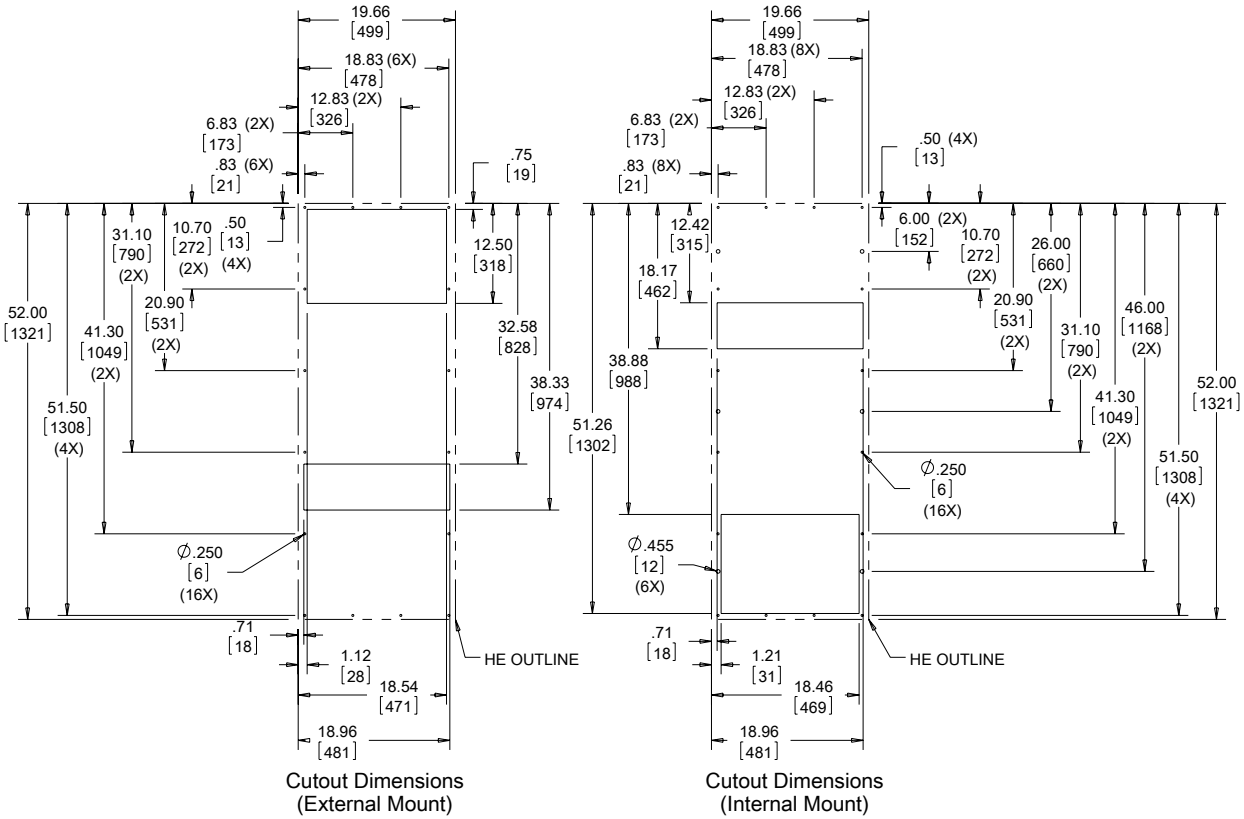 19.66
[499]
18.83 (6X)
[478]
12.83 (2X)
[326]
6.83 (2X)
[173]
.83 (6X)
[21]
.75
[19]
31.10
[790]
(2X)
10.70
[272]
(2X)
.50
[13]
(4X)
12.50
[318]
52.00
[1321]
41.30
[1049]
(2X)
20.90
[531]
(2X)
32.58
[828]
51.50
[1308]
(4X)
38.33
[974]
Ø.250
[6]
(16X)
.71
[18]
1.12
[28]
HE OUTLINE
18.54
[471]
18.96
[481]
Cutout Dimensions
(External Mount)
19.66
[499]
18.83 (8X)
[478]
12.83 (2X)
[326]
6.83 (2X)
[173]
.83 (8X)
[21]
.50 (4X)
[13]
12.42
[315]
6.00 (2X)
[152]
10.70
[272]
(2X)
26.00
[660]
(2X)
18.17
[462]
20.90
[531]
(2X)
46.00
[1168]
(2X)
31.10
[790]
(2X)
38.88
[988]
52.00
[1321]
41.30
[1049]
(2X)
51.26
[1302]
51.50
[1308]
(4X)
Ø.250
[6]
(16X)
Ø.455
[12]
(6X)
.71
[18]
1.21
[31]
HE OUTLINE
18.46
[469]
18.96
[481]
Cutout Dimensions
(Internal Mount)